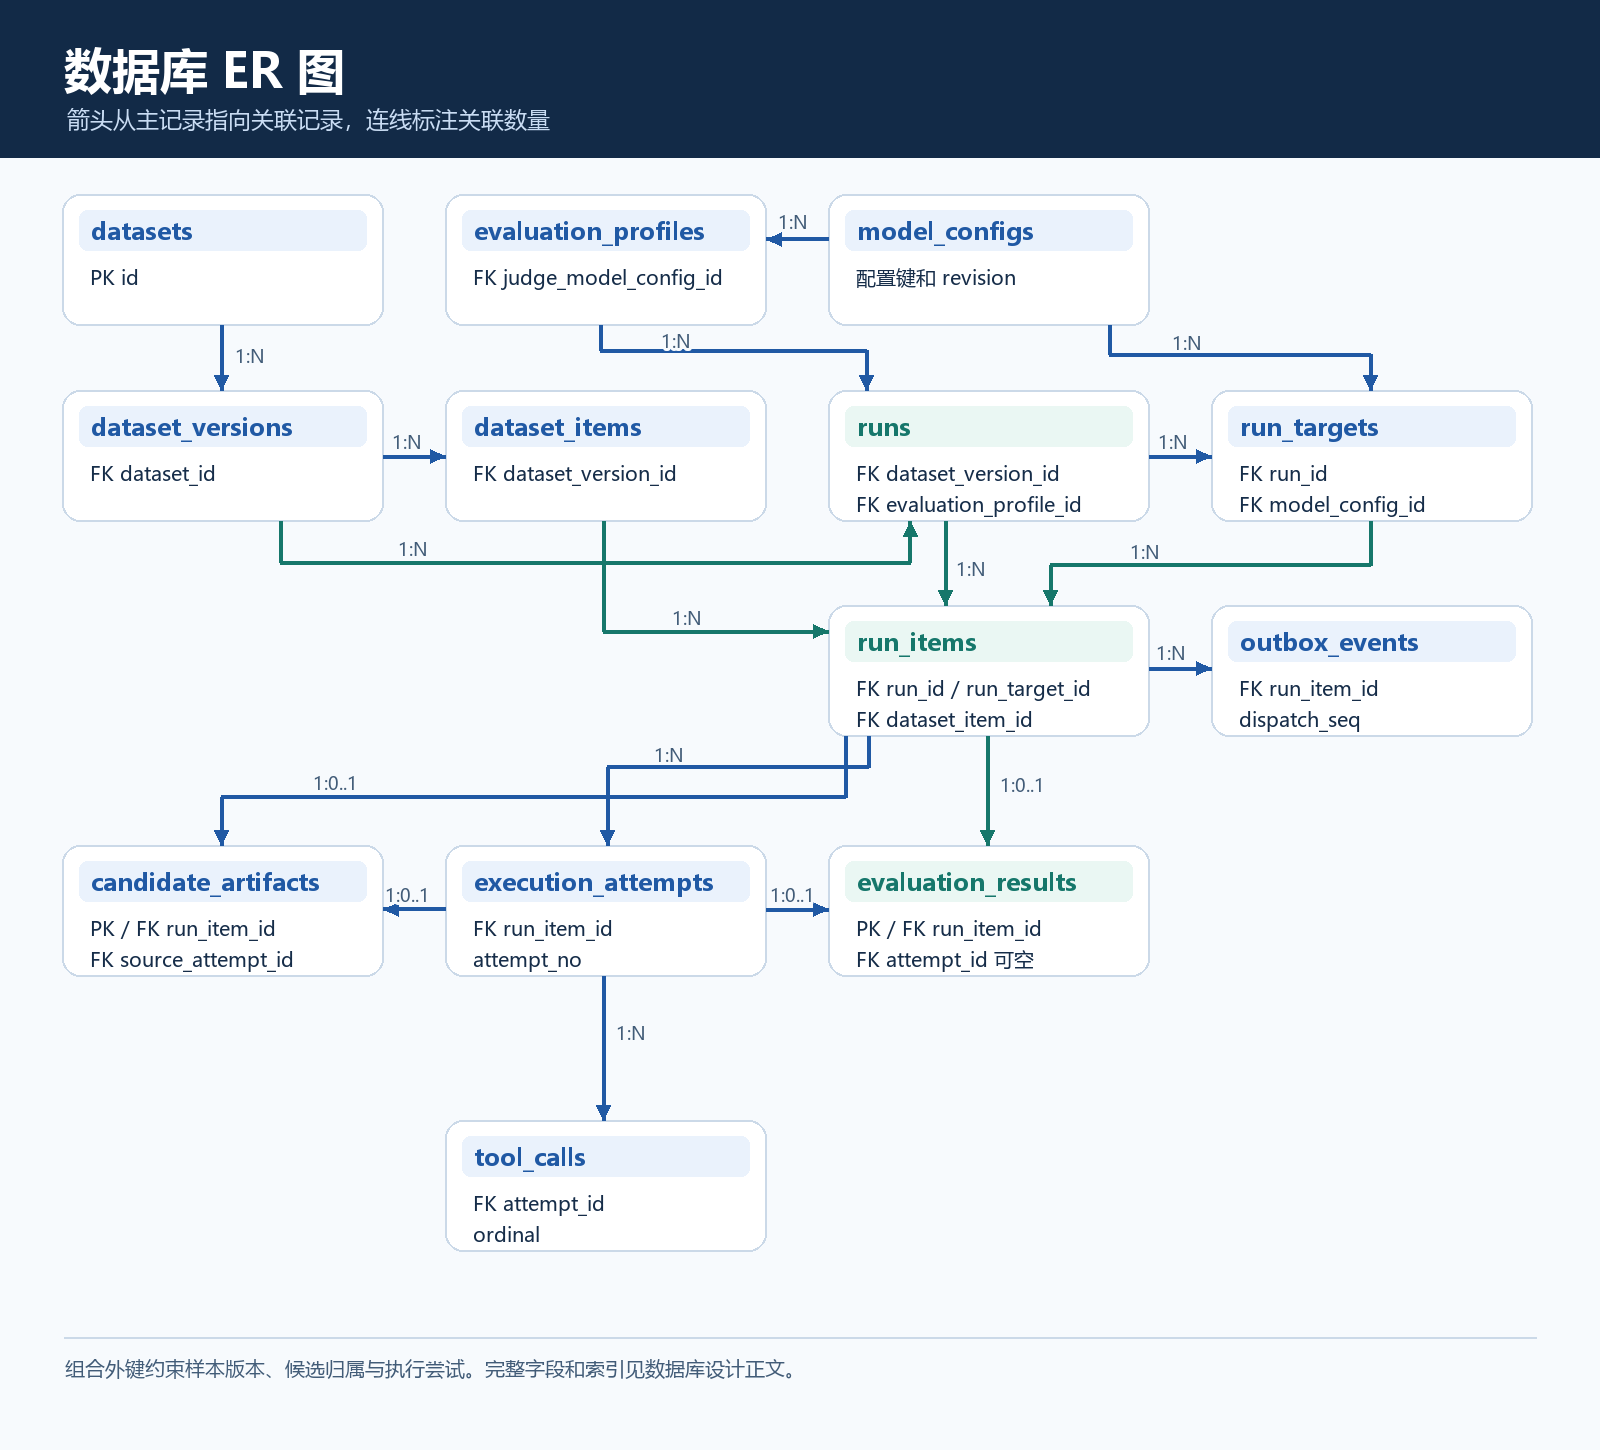 数据库 ER 图
箭头从主记录指向关联记录，连线标注关联数量
datasets
PK id
evaluation_profiles
FK judge_model_config_id
1:N
model_configs
配置键和 revision
1:N
1:N
1:N
dataset_versions
FK dataset_id
1:N
dataset_items
FK dataset_version_id
runs
FK dataset_version_id
FK evaluation_profile_id
1:N
run_targets
FK run_id
FK model_config_id
1:N
1:N
1:N
1:N
run_items
FK run_id / run_target_id
FK dataset_item_id
1:N
outbox_events
FK run_item_id
dispatch_seq
1:N
1:0..1
1:0..1
candidate_artifacts
PK / FK run_item_id
FK source_attempt_id
1:0..1
execution_attempts
FK run_item_id
attempt_no
1:0..1
evaluation_results
PK / FK run_item_id
FK attempt_id 可空
1:N
tool_calls
FK attempt_id
ordinal
组合外键约束样本版本、候选归属与执行尝试。完整字段和索引见数据库设计正文。